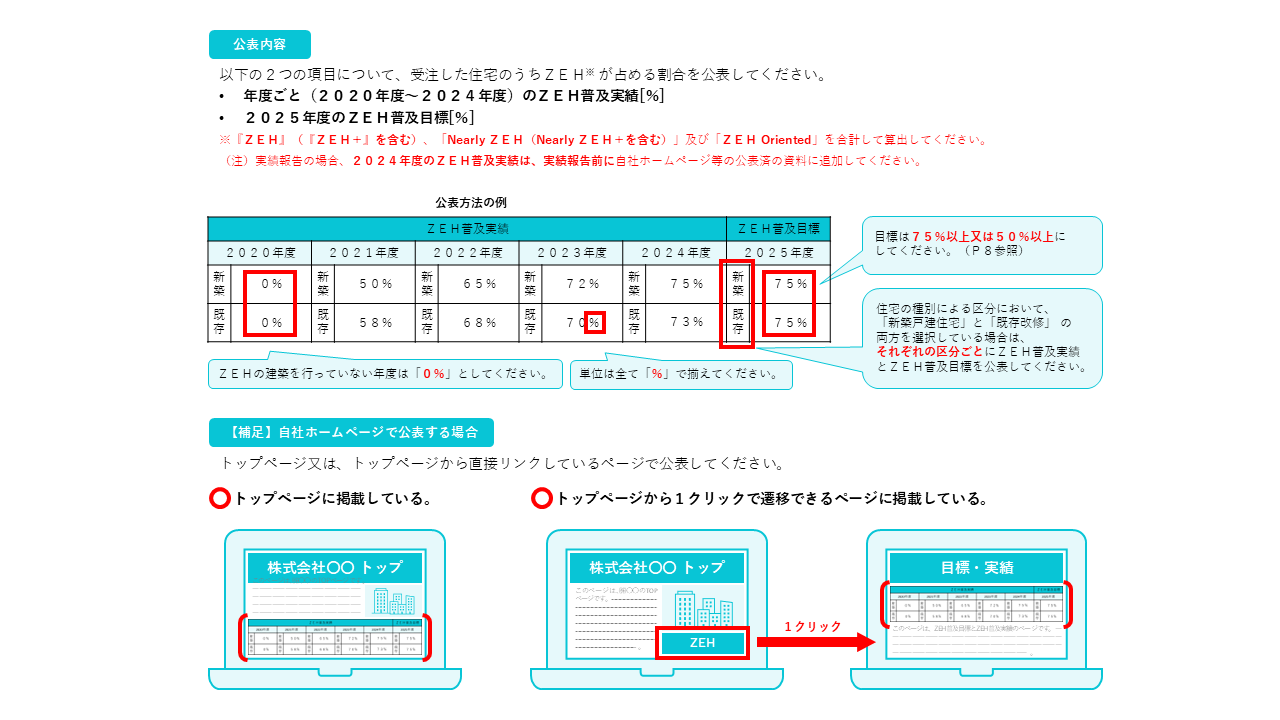 公表内容
以下の２つの項目について、受注した住宅のうちＺＥＨ※が占める割合を公表してください。
• 年度ごと（２０２０年度～２０２４年度）のＺＥＨ普及実績[%]
• ２０２５年度のＺＥＨ普及目標[%]
※『ＺＥＨ』（『ＺＥＨ＋』を含む）、「Nearly ＺＥＨ（Nearly ＺＥＨ＋を含む）」及び「ＺＥＨ Oriented」を合計して算出してください。
（注）実績報告の場合、２０２４年度のＺＥＨ普及実績は、実績報告前に自社ホームページ等の公表済の資料に追加してください。
公表方法の例
ＺＥＨ普及実績 ＺＥＨ普及目標
２０２０年度 ２０２１年度 ２０２２年度 ２０２３年度 ２０２４年度 ２０２５年度
新築 ０％ 新築 ５０％ 新築 ６５％ 新築 ７２％ 新築 ７５％ 新築 ７５％
既存 ０％ 既存 ５８％ 既存 ６８％ 既存 ７０％ 既存 ７３％ 既存 ７５％
目標は７５％以上又は５０％以上に
してください。（Ｐ８参照）
住宅の種別による区分において、
「新築戸建住宅」と「既存改修」 の
両方を選択している場合は、
それぞれの区分ごとにＺＥＨ普及実績
とＺＥＨ普及目標を公表してください。
ＺＥＨの建築を行っていない年度は「０％」としてください。
単位は全て「％」で揃えてください。
【補足】自社ホームページで公表する場合
トップページ又は、トップページから直接リンクしているページで公表してください。
トップページに掲載している。
トップページから１クリックで遷移できるページに掲載している。
株式会社〇〇 トップ
株式会社〇〇 トップ
ZEH
１クリック
目標・実績
このページは、ZEH普及目標とZEH普及実績のページです。